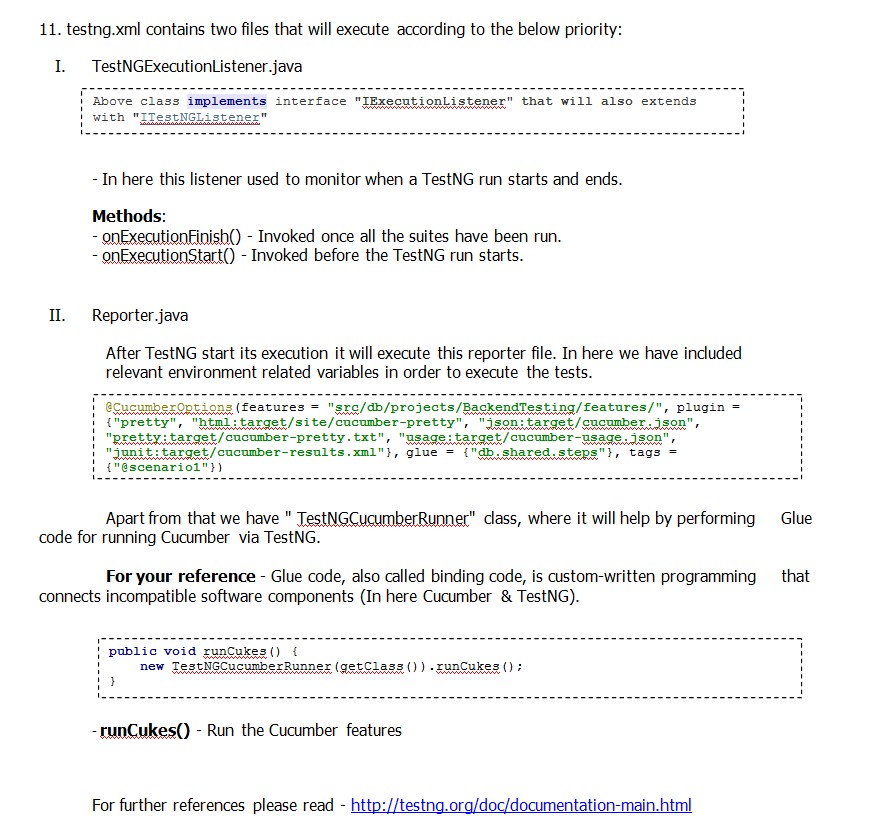 11. testng.xml contains two files that will execute according to the below priority:
I. TestNGExecutionListener.java
Above class implements interface "IExecutionListener" that will also extends
with "ITestNGListener"
- In here this listener used to monitor when a TestNG run starts and ends.
Methods:
- onExecutionFinish() - Invoked once all the suites have been run.
- onExecutionStart() - Invoked before the TestNG run starts.
II. Reporter.java
After TestNG start its execution it will execute this reporter file. In here we have included
relevant environment related variables in order to execute the tests.
@CucumberOptions(features = "src/db/projects/BackendTesting/features/", plugin =
{"pretty", "html:target/site/cucumber-pretty", "json:target/cucumber.json",
"pretty:target/cucumber-pretty.txt", "usage:target/cucumber-usage.json",
"junit:target/cucumber-results.xml"}, glue = {"db.shared.steps"}, tags =
{"@scenario1"})
Apart from that we have " TestNGCucumberRunner" class, where it will help by performing Glue
code for running Cucumber via TestNG.
For your reference - Glue code, also called binding code, is custom-written programming that
connects incompatible software components (In here Cucumber & TestNG).
public void runCukes() {
new TestNGCucumberRunner(getClass()).runCukes();
}
- runCukes() - Run the Cucumber features
For further references please read - http://testng.org/doc/documentation-main.html